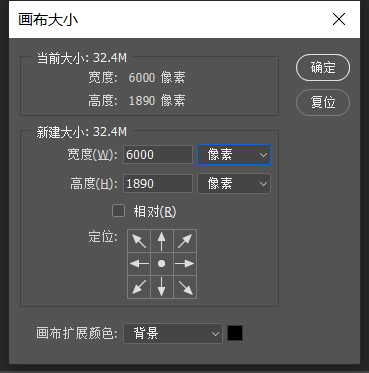 画布大小
当前大小: 32.4M
宽度: 6000 像素
高度: 1890 像素
确定
复位
新建大小: 32.4M
宽度(W): 6000 像素
高度(H): 1890 像素
相对(R)
定位:
画布扩展颜色: 背景